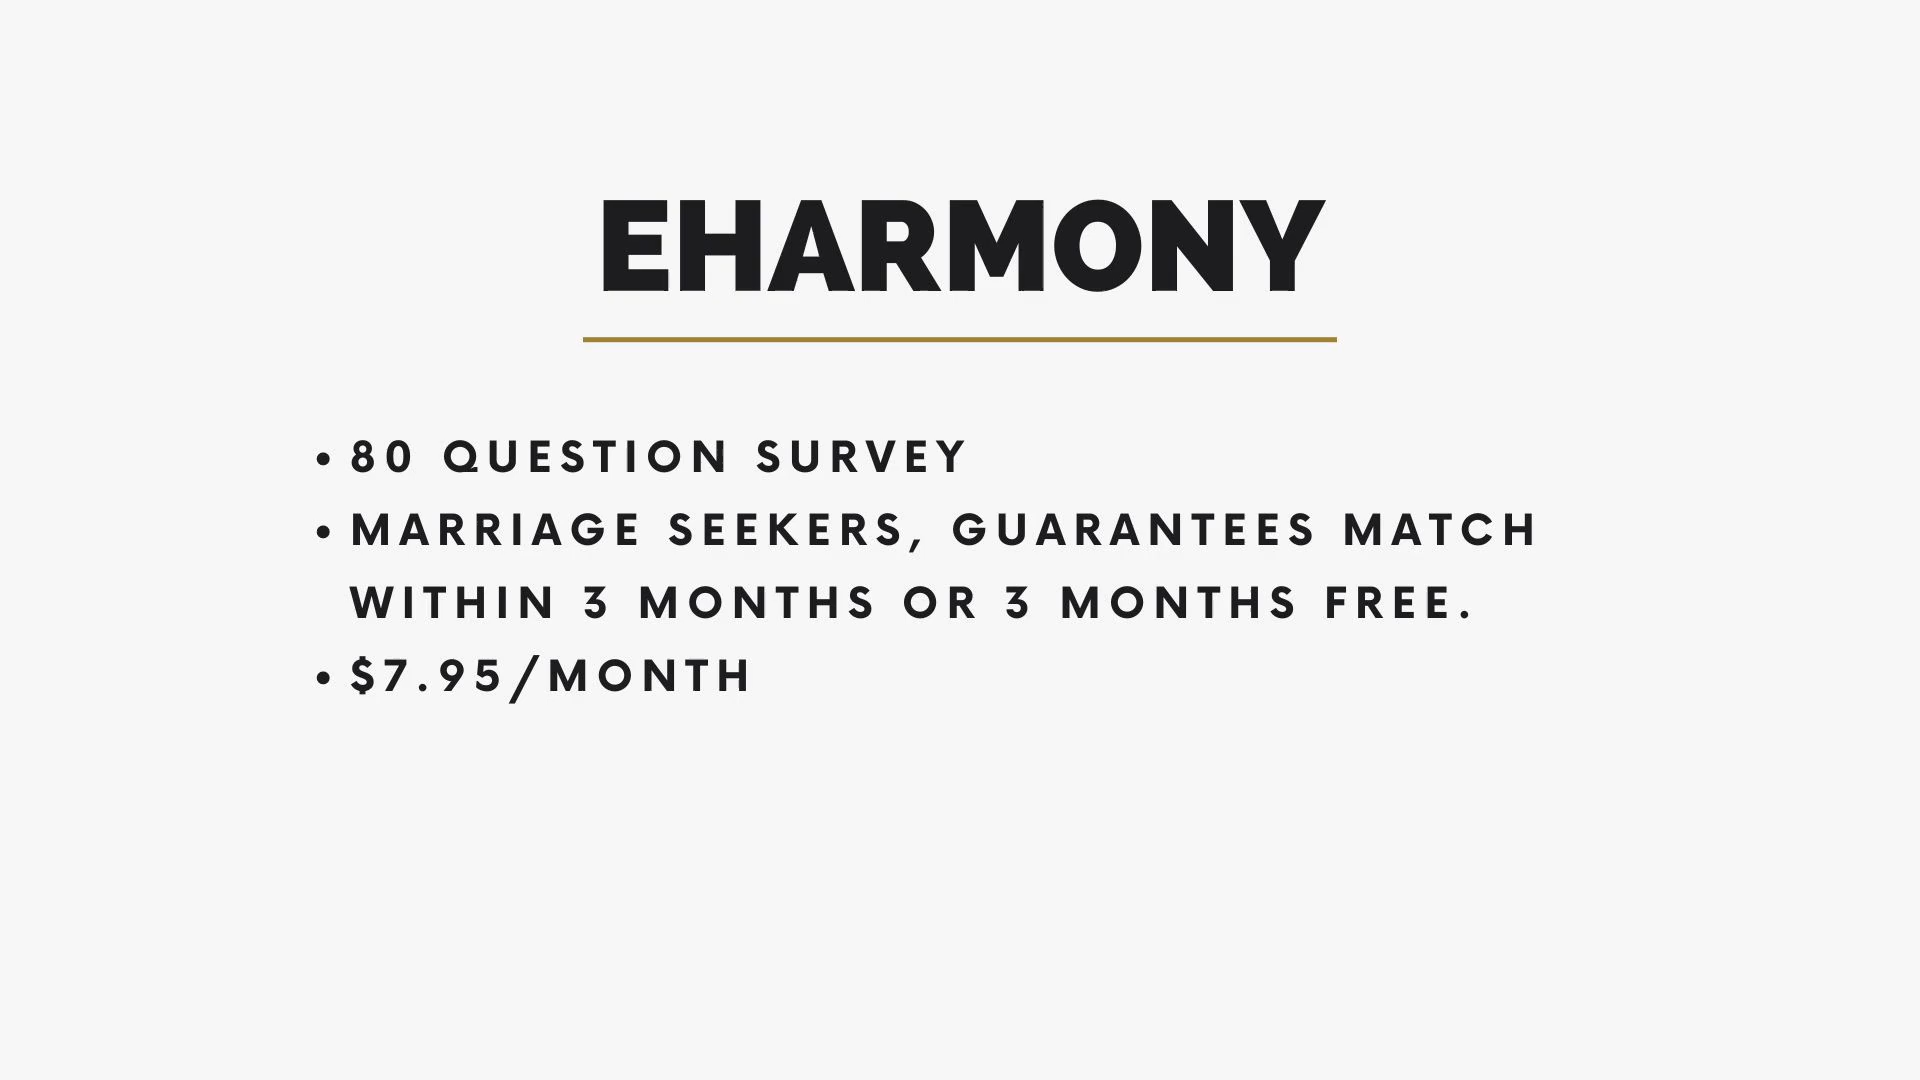 EHARMONY
• 80 QUESTION SURVEY
• MARRIAGE SEEKERS, GUARANTEES MATCH
WITHIN 3 MONTHS OR 3 MONTHS FREE.
• $7.95/MONTH